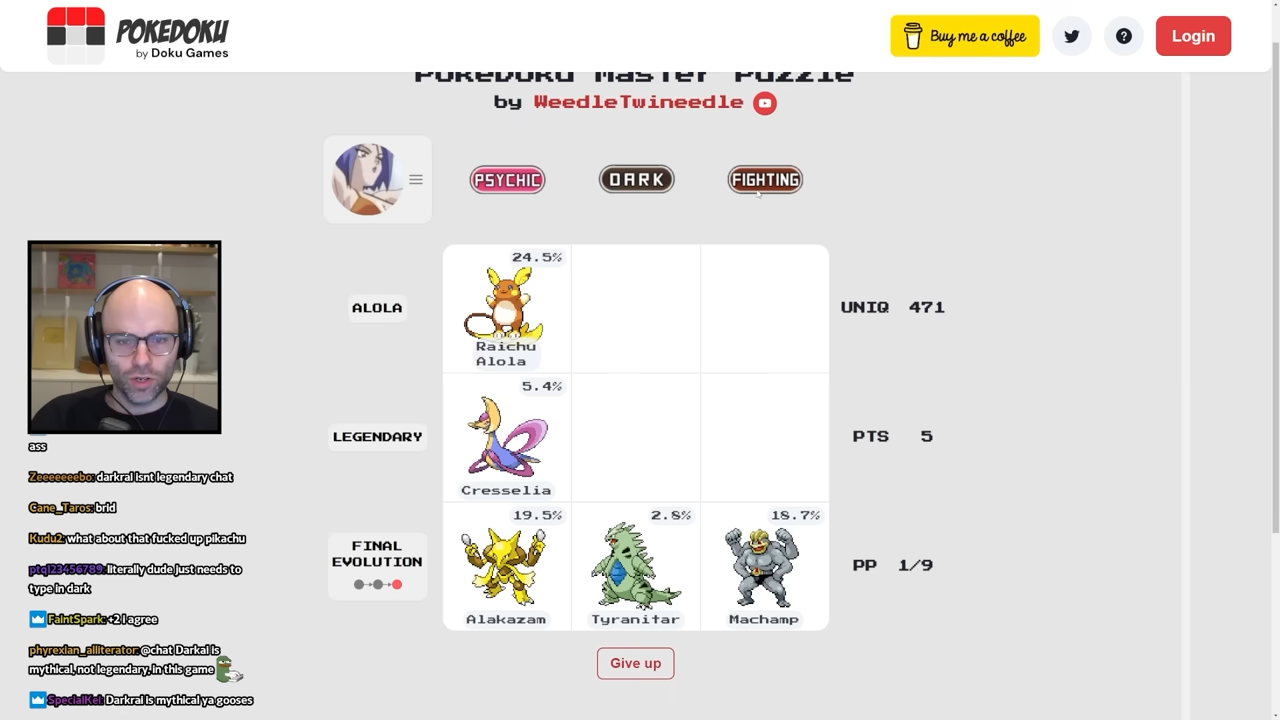 POKEDOKU
by Doku Games
Buy me a coffee
?
Login
PokeDoku Master Puzzle
by WeedleTwineedle
PSYCHIC
DARK
FIGHTING
24.5%
ALOLA
Raichu
Alola
UNIQ 471
5.4%
LEGENDARY
Cresselia
PTS 5
19.5%
2.8%
18.7%
FINAL
EVOLUTION
Alakazam
Tyranitar
Machamp
PP 1/9
Give up
ass
Zeeeeeeebo: darkrai isnt legendary chat
Cane_Taros: brid
Kudu2: what about that fucked up pikachu
ptql23456789: literally dude just needs to
type in dark
FaintSpark: +2 I agree
phyrexian_alliterator: @chat Darkai is
mythical, not legendary. In this game
SpecialKei: Darkrai is mythical ya gooses